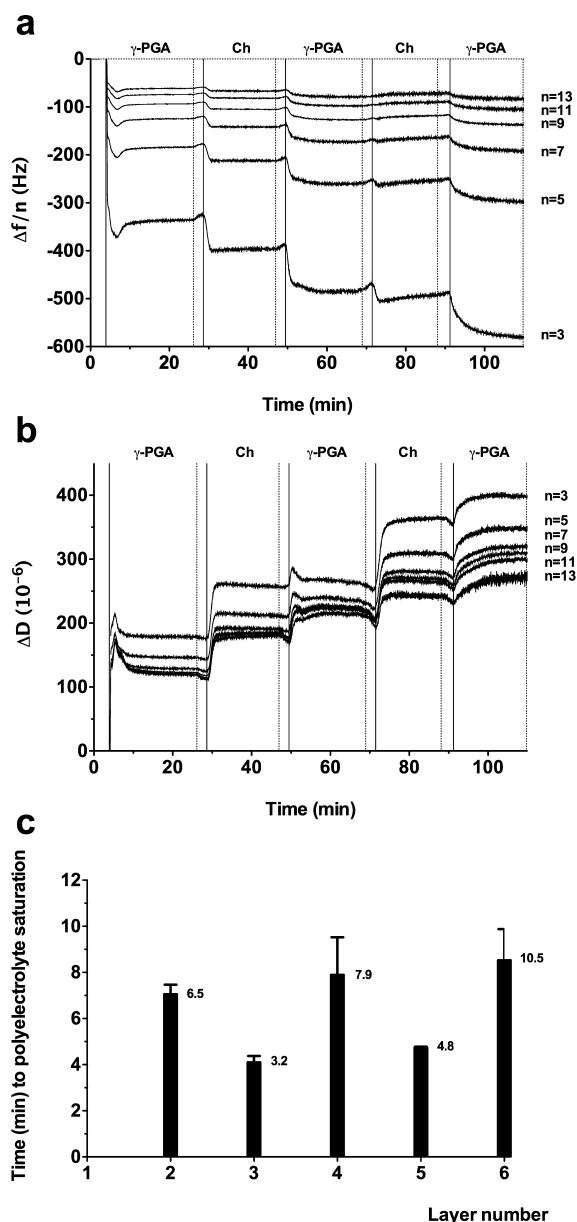 a
γ-PGA Ch γ-PGA Ch γ-PGA
Δf/n (Hz)
0
-100
-200
-300
-400
-500
-600
n=13
n=11
n=9
n=7
n=5
n=3
0 20 40 60 80 100
Time (min)
b
γ-PGA Ch γ-PGA Ch γ-PGA
ΔD (10⁻⁶)
400
300
200
100
0
n=3
n=5
n=7
n=9
n=11
n=13
0 20 40 60 80 100
Time (min)
c
Time (min) to polyelectrolyte saturation
12
10
8
6
4
2
0
6.5
3.2
7.9
4.8
10.5
1 2 3 4 5 6
Layer number